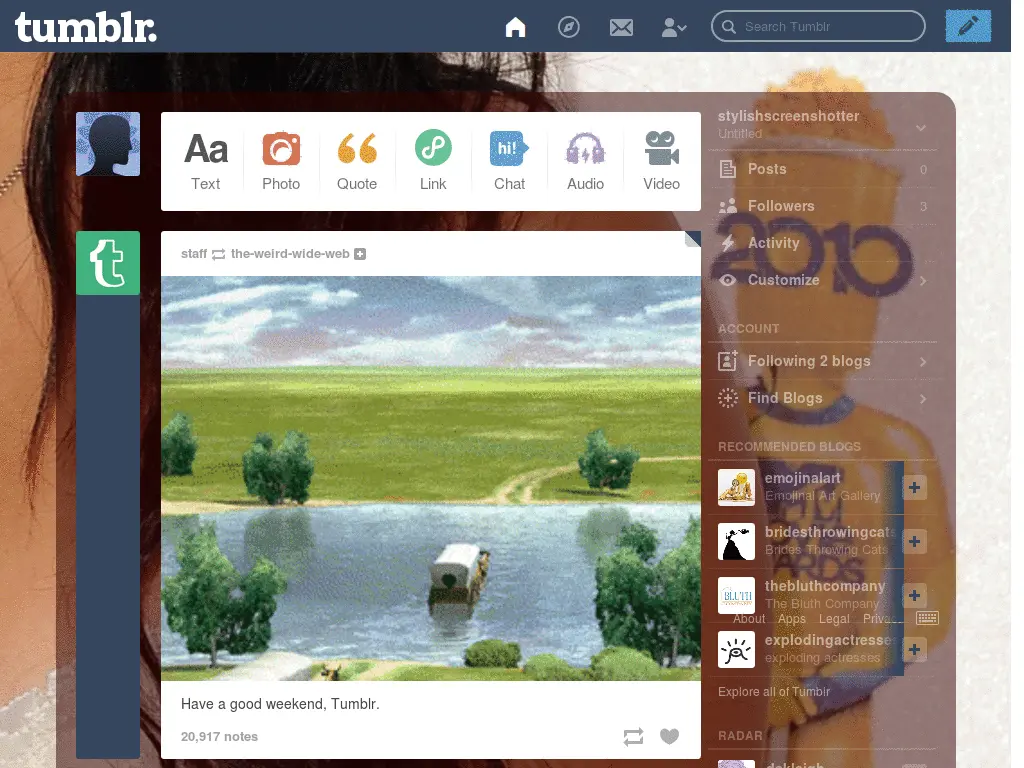 tumblr.
Search Tumblr
Aa
Text
Photo
Quote
Link
hi!
Chat
Audio
Video
staff the-weird-wide-web
Have a good weekend, Tumblr.
20,917 notes
stylishscreenshotter
Untitled
Posts 0
Followers 3
Activity
Customize
2010
ACCOUNT
Following 2 blogs
Find Blogs
RECOMMENDED BLOGS
emojinalart
Emojinal Art Gallery
bridesthrowingcats
Brides Throwing Cats
thebluthcompany
The Bluth Company
BLUTH
About Apps Legal Priva
explodingactresses
exploding actresses
Explore all of Tumblr
RADAR